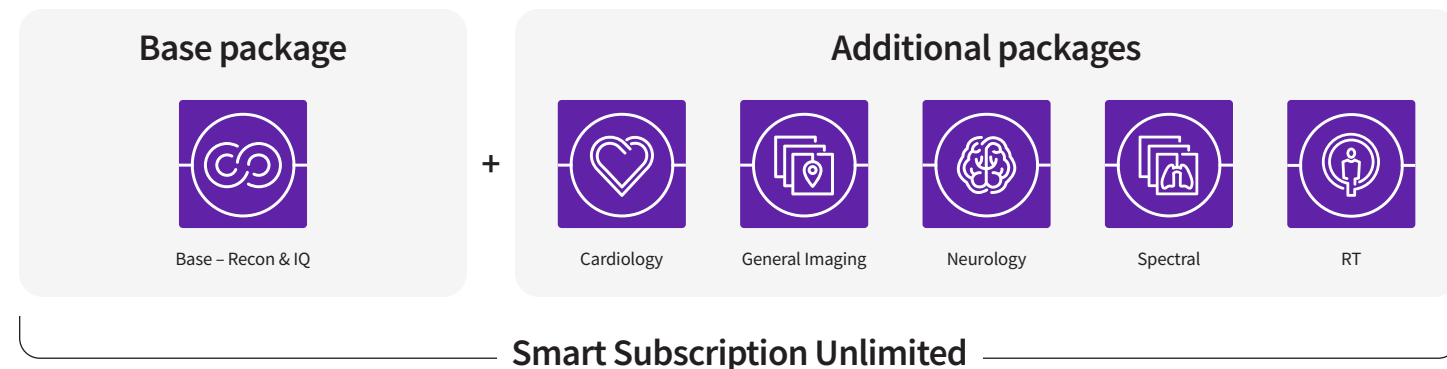 Base package
Additional packages
+
Base – Recon & IQ
Cardiology
General Imaging
Neurology
Spectral
RT
Smart Subscription Unlimited